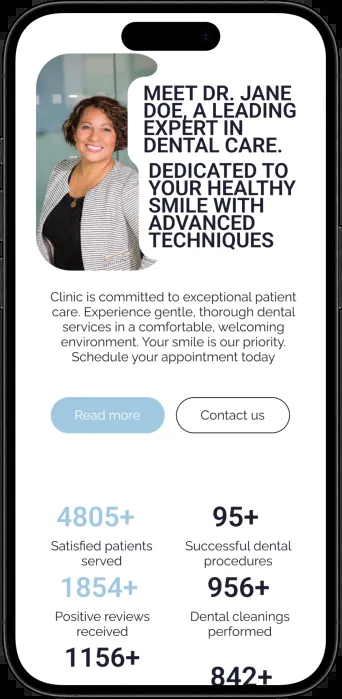 MEET DR. JANE
DOE, A LEADING
EXPERT IN
DENTAL CARE.
DEDICATED TO
YOUR HEALTHY
SMILE WITH
ADVANCED
TECHNIQUES
Clinic is committed to exceptional patient
care. Experience gentle, thorough dental
services in a comfortable, welcoming
environment. Your smile is our priority.
Schedule your appointment today
Read more
Contact us
4805+
95+
Satisfied patients
served
Successful dental
procedures
1854+
956+
Positive reviews
received
Dental cleanings
performed
1156+
842+